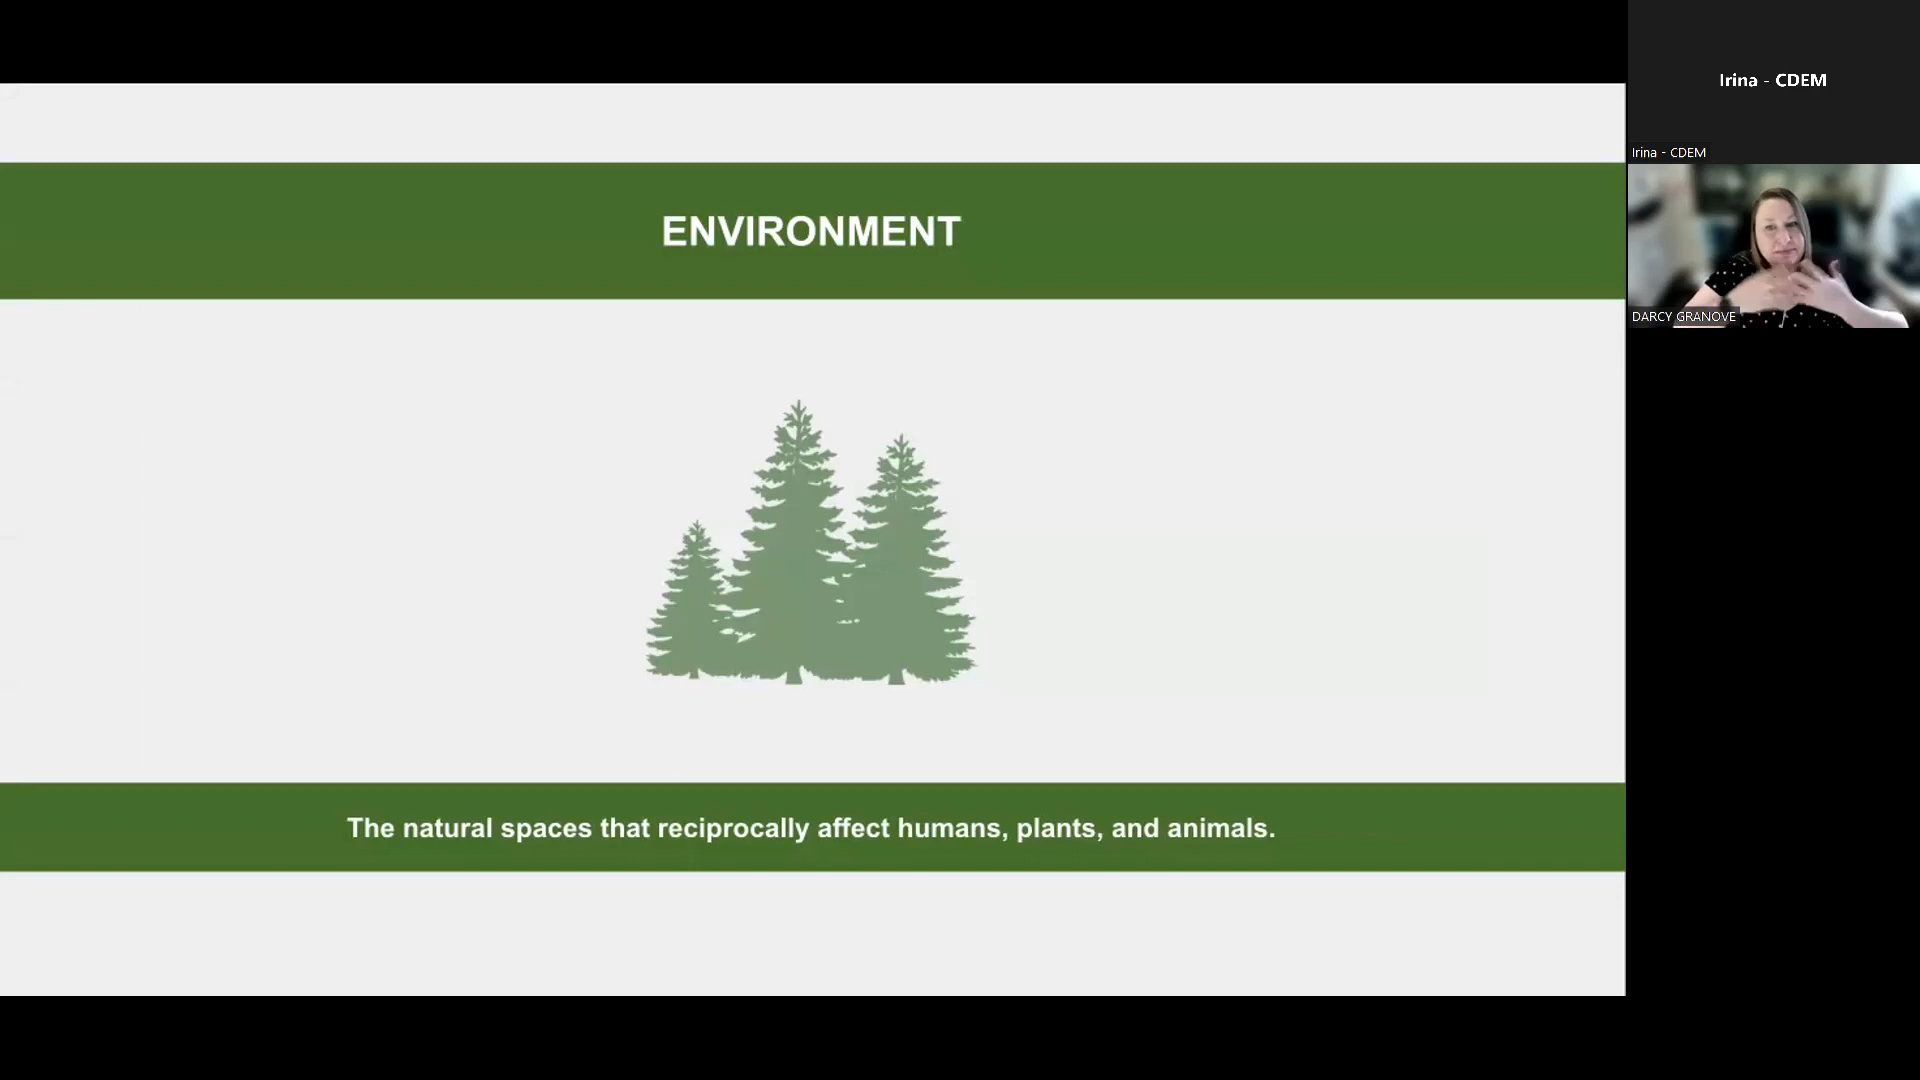 ENVIRONMENT
The natural spaces that reciprocally affect humans, plants, and animals.
Irina - CDEM
Irina - CDEM
DARCY GRANOVE